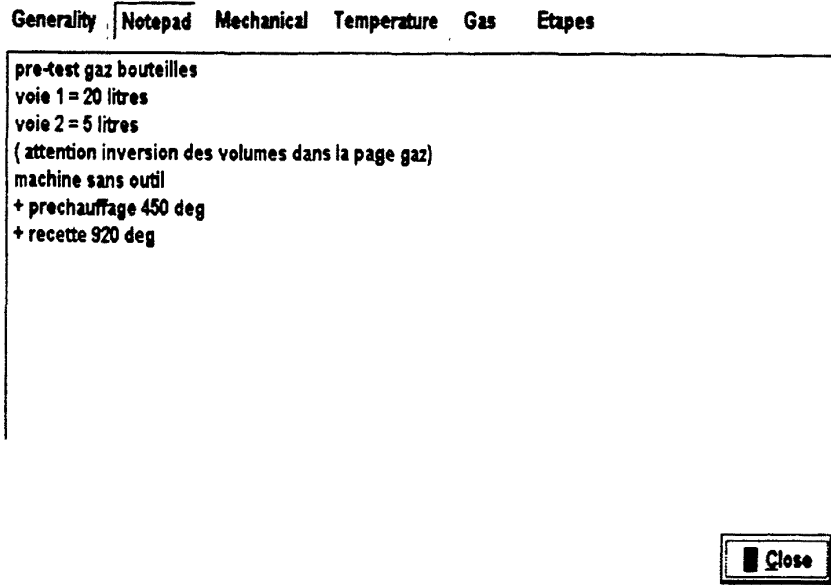 Generality Notepad Mechanical Temperature Gas Etapes
pre-test gaz bouteilles
voie 1 = 20 litres
voie 2 = 5 litres
( attention inversion des volumes dans la page gaz)
machine sans outil
+ prechauffage 450 deg
+ recette 920 deg
Close